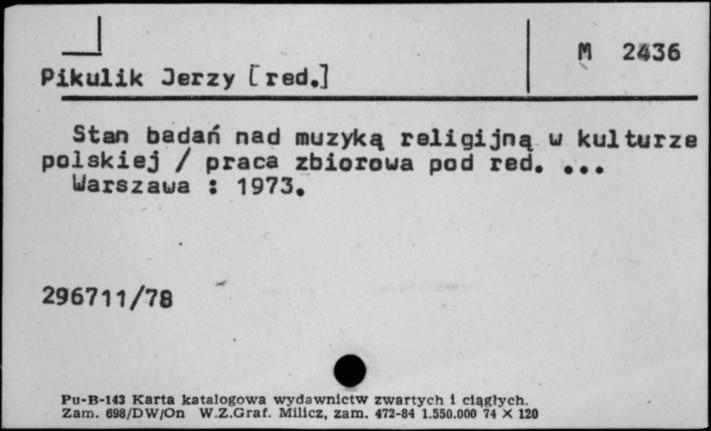 M 2436
Pikulik Jerzy [red.]
Stan badań nad muzyką religijną w kulturze
polskiej / praca zbiorowa pod red. ...
Warszawa : 1973.
296711/78
Pu-B-143 Karta katalogowa wydawnictw zwartych i ciągłych.
Zam. 698/DW/On W.Z.Graf. Milicz, zam. 472-84 1.550.000 74 X 120